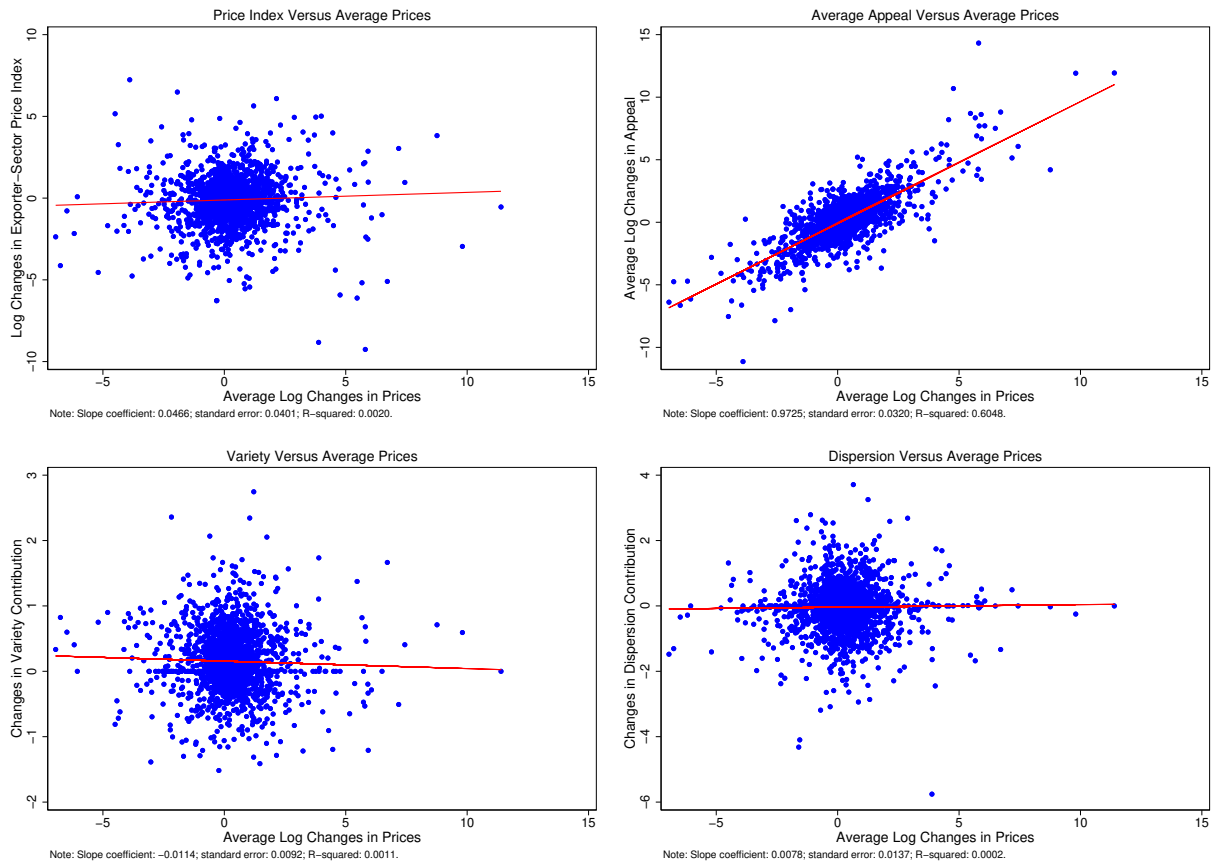 Price Index Versus Average Prices
Log Changes in Exporter−Sector Price Index
10
5
0
−5
−10
−5 0 5 10 15
Average Log Changes in Prices
Note: Slope coefficient: 0.0466; standard error: 0.0401; R−squared: 0.0020.
Average Appeal Versus Average Prices
Average Log Changes in Appeal
15
10
5
0
−5
−10
−5 0 5 10 15
Average Log Changes in Prices
Note: Slope coefficient: 0.9725; standard error: 0.0320; R−squared: 0.6048.
Variety Versus Average Prices
Changes in Variety Contribution
3
2
1
0
−1
−2
−5 0 5 10 15
Average Log Changes in Prices
Note: Slope coefficient: −0.0114; standard error: 0.0092; R−squared: 0.0011.
Dispersion Versus Average Prices
Changes in Dispersion Contribution
4
2
0
−2
−4
−6
−5 0 5 10 15
Average Log Changes in Prices
Note: Slope coefficient: 0.0078; standard error: 0.0137; R−squared: 0.0002.